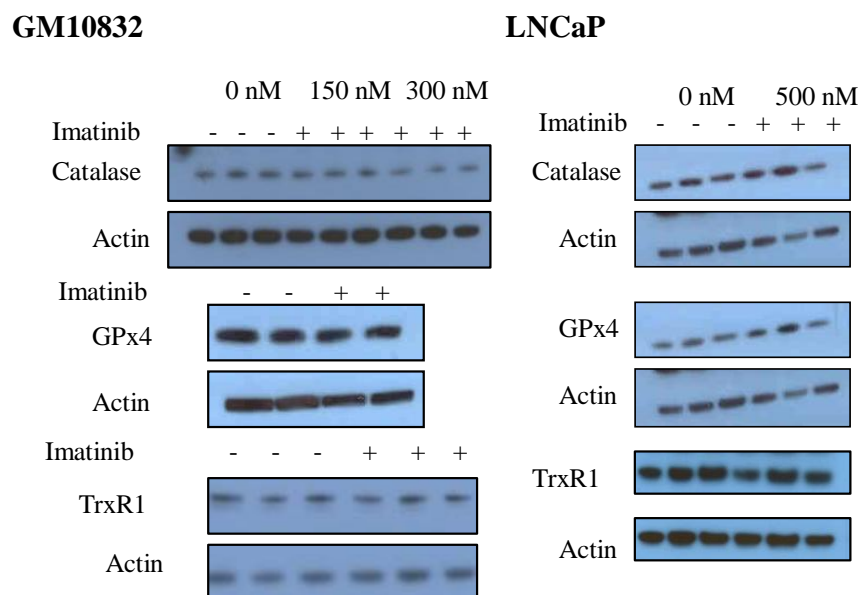 GM10832
0 nM 150 nM 300 nM
Imatinib - - - + + + + + +
Catalase
Actin
Imatinib - - + +
GPx4
Actin
Imatinib - - - + + +
TrxR1
Actin
LNCaP
0 nM 500 nM
Imatinib - - - + + +
Catalase
Actin
GPx4
Actin
TrxR1
Actin